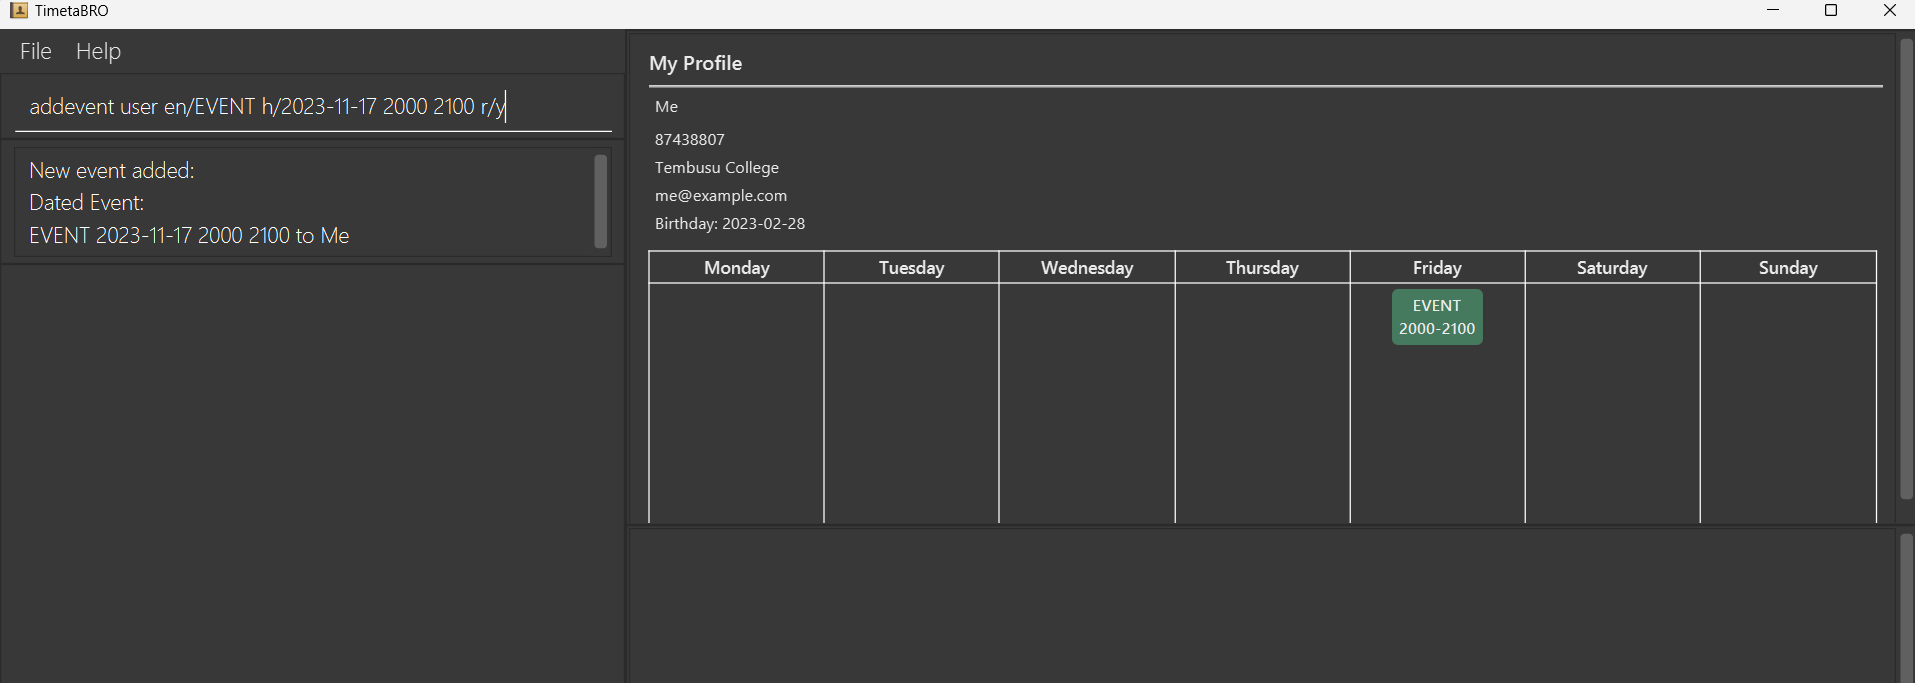 TimetaBRO
File Help
addevent user en/EVENT h/2023-11-17 2000 2100 r/y
New event added:
Dated Event:
EVENT 2023-11-17 2000 2100 to Me
My Profile
Me
87438807
Tembusu College
me@example.com
Birthday: 2023-02-28
Monday Tuesday Wednesday Thursday Friday Saturday Sunday
EVENT
2000-2100